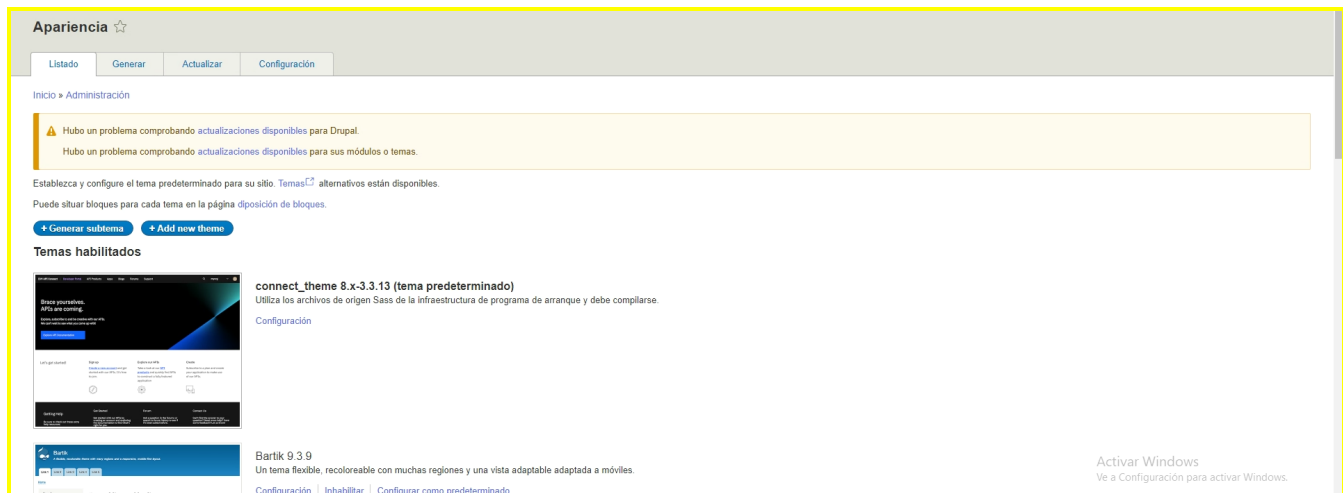 Apariencia
Listado Generar Actualizar Configuración
Inicio » Administración
Hubo un problema comprobando actualizaciones disponibles para Drupal.
Hubo un problema comprobando actualizaciones disponibles para sus módulos o temas.
Establezca y configure el tema predeterminado para su sitio. Temas alternativos están disponibles.
Puede situar bloques para cada tema en la página diposición de bloques.
+ Generar subtema + Add new theme
Temas habilitados
Brace yourselves.
APIs are coming.
connect_theme 8.x-3.3.13 (tema predeterminado)
Utiliza los archivos de origen Sass de la infraestructura de programa de arranque y debe compilarse.
Configuración
Let's get started
Getting Help
Bartik
Bartik 9.3.9
Un tema flexible, recoloreable con muchas regiones y una vista adaptable adaptada a móviles.
Configuración Inhabilitar Configurar como predeterminado
Activar Windows
Ve a Configuración para activar Windows.